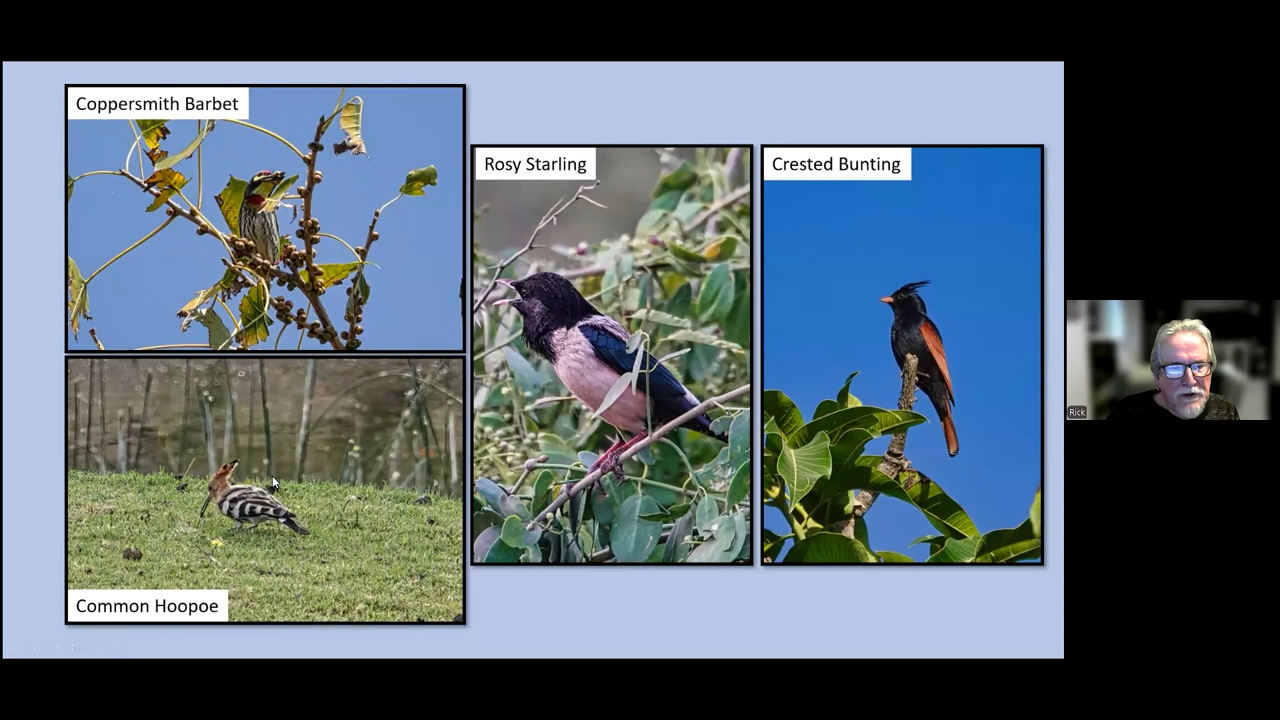 Coppersmith Barbet
Rosy Starling
Crested Bunting
Common Hoopoe
Rick